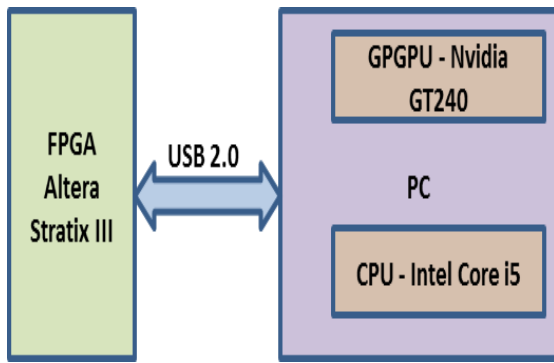 FPGA
Altera
Stratix III
USB 2.0
GPGPU - Nvidia
GT240
PC
CPU - Intel Core i5